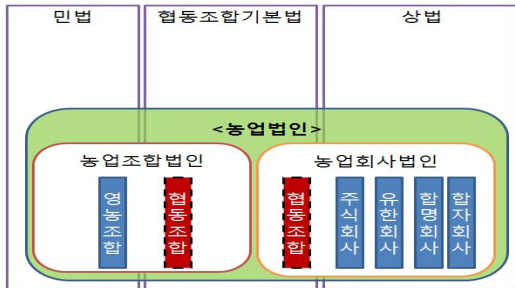 민법 협동조합기본법 상법
<농업법인>
농업조합법인 농업회사법인
영농조합
협동조합
협동조합
주식회사
유한회사
합명회사
합자회사